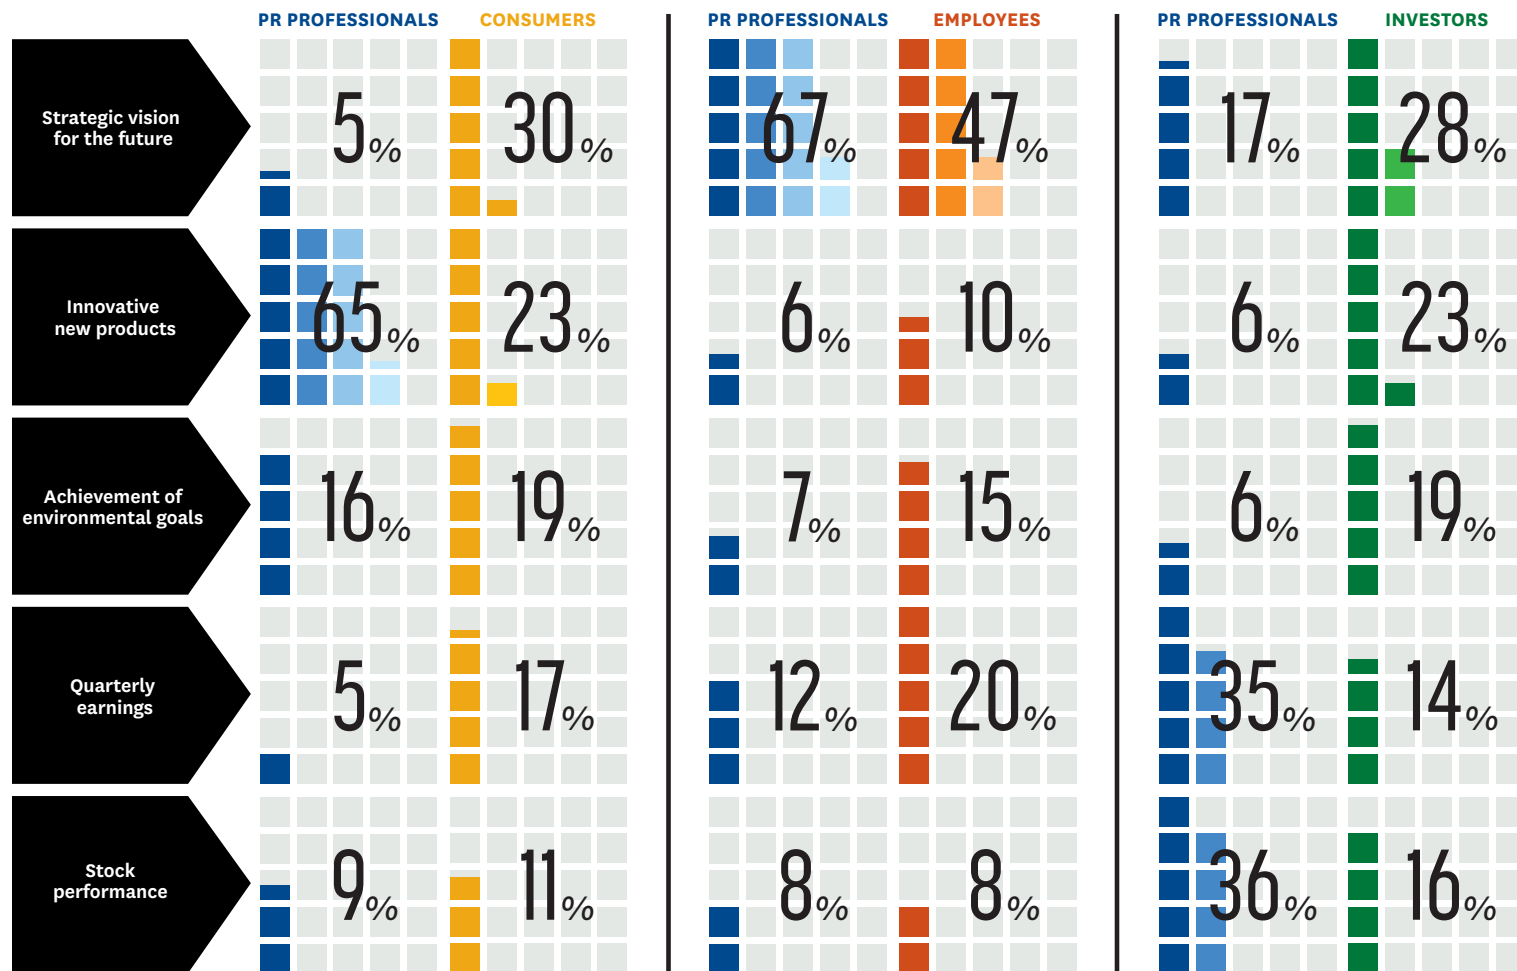 PR PROFESSIONALS CONSUMERS PR PROFESSIONALS EMPLOYEES PR PROFESSIONALS INVESTORS
Strategic vision
for the future
5% 30% 67% 47% 17% 28%
Innovative
new products
65% 23% 6% 10% 6% 23%
Achievement of
environmental goals
16% 19% 7% 15% 6% 19%
Quarterly
earnings
5% 17% 12% 20% 35% 14%
Stock
performance
9% 11% 8% 8% 36% 16%